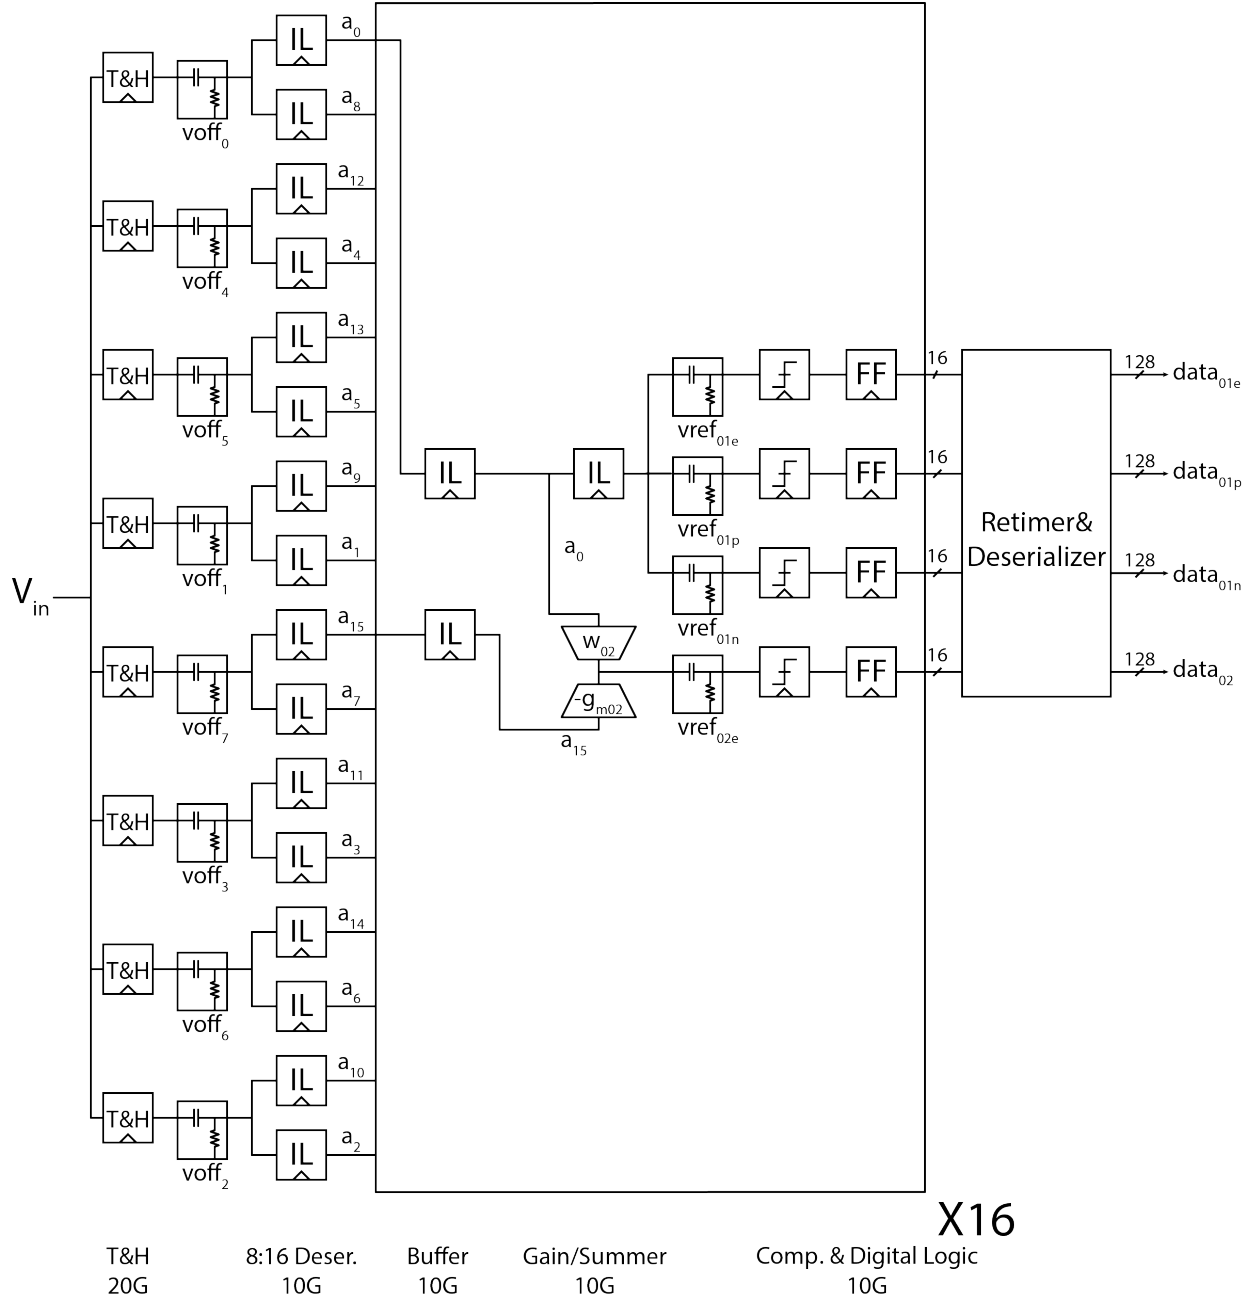 a0
T&H
IL
voff0
a8
IL
a12
T&H
IL
voff4
a4
IL
a13
T&H
IL
voff5
a5
IL
a9
T&H
IL
voff1
a1
IL
Vin
a15
T&H
IL
voff7
a7
IL
a11
T&H
IL
voff3
a3
IL
a14
T&H
IL
voff6
a6
IL
a10
T&H
IL
voff2
a2
IL
IL
IL
IL
a0
w02
-gm02
a15
vref01e
vref01p
vref01n
vref02e
FF
FF
FF
FF
16
16
16
16
Retimer&
Deserializer
128
data01e
128
data01p
128
data01n
128
data02
X16
T&H
20G
8:16 Deser.
10G
Buffer
10G
Gain/Summer
10G
Comp. & Digital Logic
10G